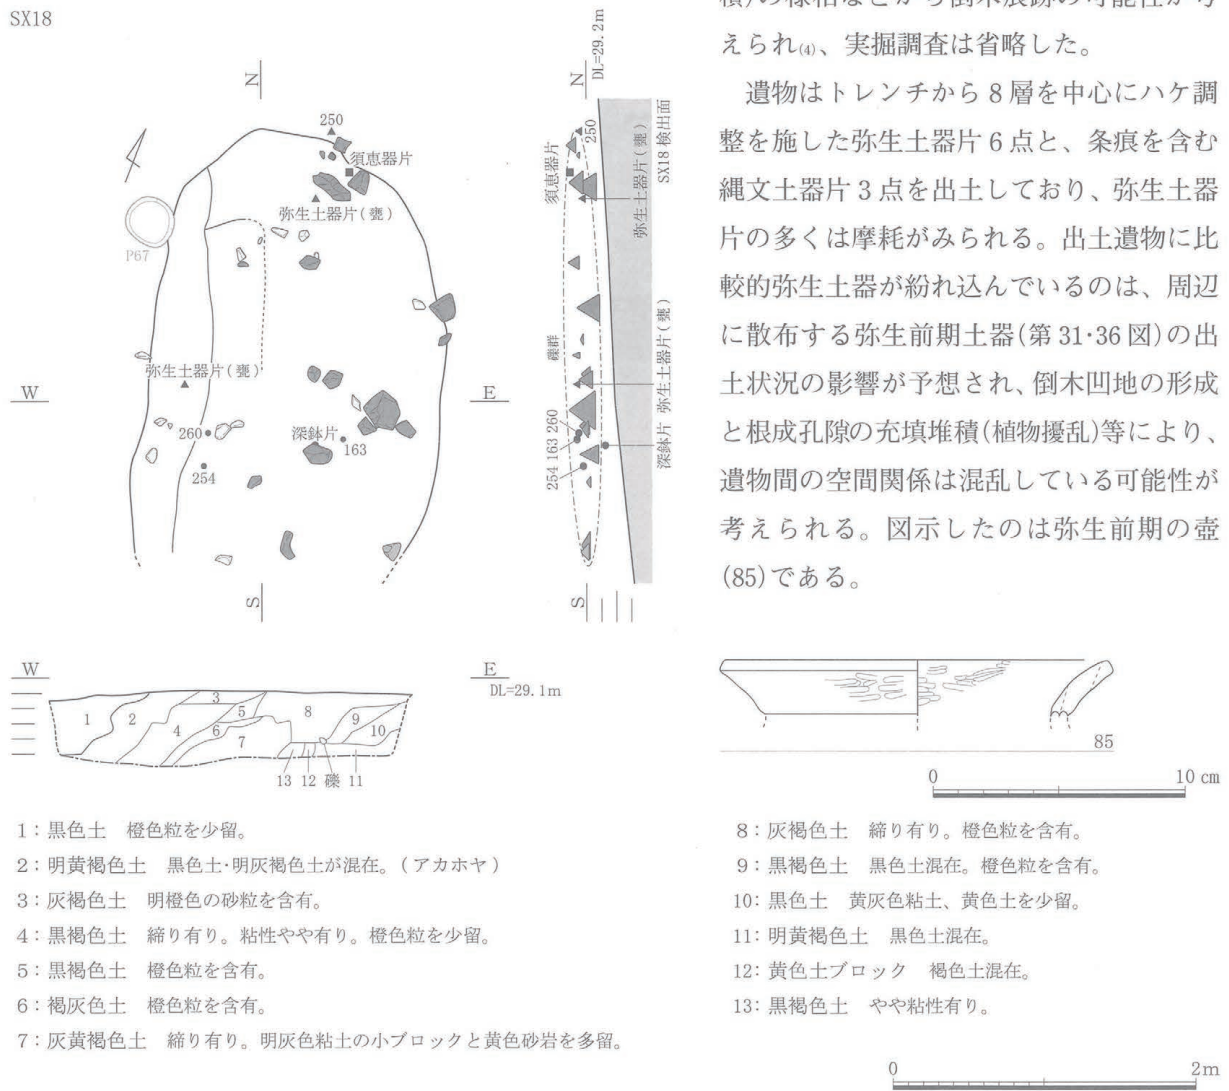 SX18
えられ(4)、実掘調査は省略した。
遺物はトレンチから8層を中心にハケ調
整を施した弥生土器片6点と、条痕を含む
縄文土器片3点を出土しており、弥生土器
片の多くは摩耗がみられる。出土遺物に比
較的弥生土器が紛れ込んでいるのは、周辺
に散布する弥生前期土器(第31・36図)の出
土状況の影響が予想され、倒木凹地の形成
と根成孔隙の充填堆積(植物擾乱)等により、
遺物間の空間関係は混乱している可能性が
考えられる。図示したのは弥生前期の壺
(85)である。
N
250
須恵器片
弥生土器片(甕)
P67
弥生土器片(甕)
W
E
260
深鉢片
163
254
S
N
DL=29.2m
250
須恵器片
弥生土器片(甕)
SX18検出面
礫群
弥生土器片(甕)
254 163 260
深鉢片
S
W
E
DL=29.1m
1
2
3
4
5
6
7
8
9
10
13 12 礫 11
85
0 10 cm
1：黒色土　橙色粒を少留。
2：明黄褐色土　黒色土・明灰褐色土が混在。(アカホヤ)
3：灰褐色土　明橙色の砂粒を含有。
4：黒褐色土　締り有り。粘性やや有り。橙色粒を少留。
5：黒褐色土　橙色粒を含有。
6：褐灰色土　橙色粒を含有。
7：灰黄褐色土　締り有り。明灰色粘土の小ブロックと黄色砂岩を多留。
8：灰褐色土　締り有り。橙色粒を含有。
9：黒褐色土　黒色土混在。橙色粒を含有。
10：黒色土　黄灰色粘土、黄色土を少留。
11：明黄褐色土　黒色土混在。
12：黄色土ブロック　褐色土混在。
13：黒褐色土　やや粘性有り。
0 2m